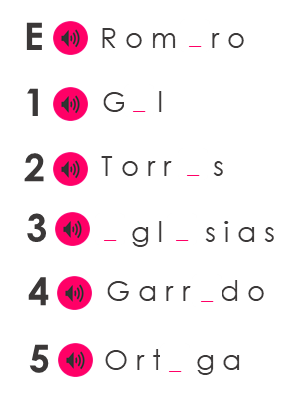 E Rom_ro
1 G_l
2 Torr_s
3 _gl_sias
4 Garr_do
5 Ort_ga